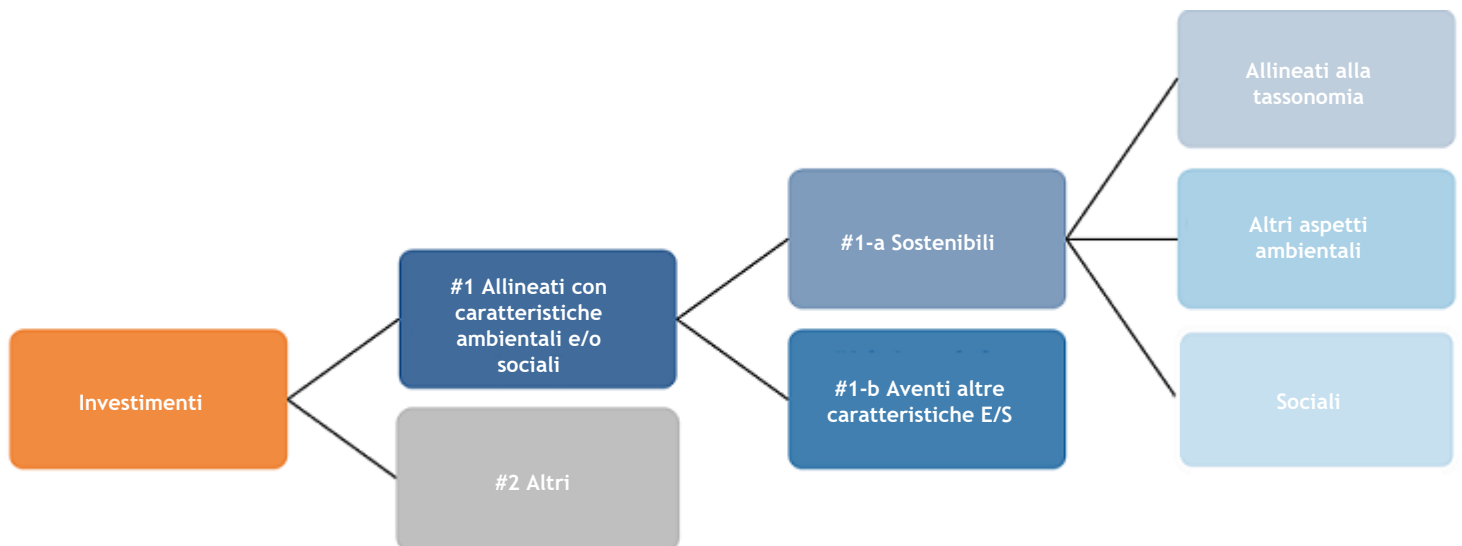 Investimenti
#1 Allineati con
caratteristiche
ambientali e/o
sociali
#2 Altri
#1-a Sostenibili
#1-b Aventi altre
caratteristiche E/S
Allineati alla
tassonomia
Altri aspetti
ambientali
Sociali